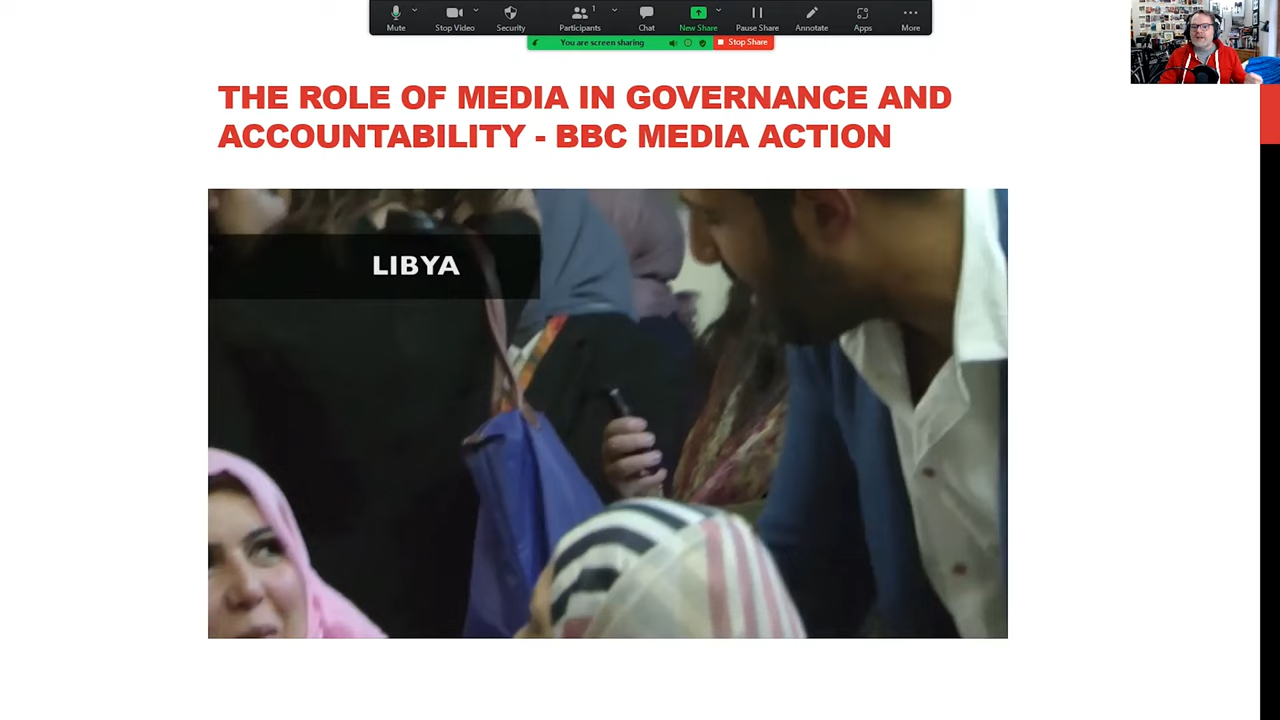 Mute
Stop Video
Security
Participants
1
Chat
New Share
Pause Share
Annotate
Apps
More
You are screen sharing
Stop Share
THE ROLE OF MEDIA IN GOVERNANCE AND
ACCOUNTABILITY - BBC MEDIA ACTION
LIBYA